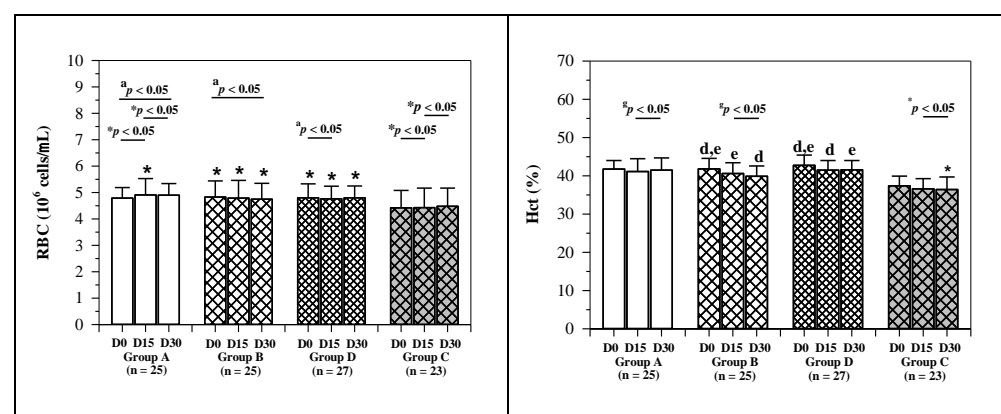 10
9
8
7
6
5
4
3
2
1
0
RBC (10⁶ cells/mL)
ᵃp < 0.05
*p < 0.05
*p < 0.05
ᵃp < 0.05
ᵃp < 0.05
*p < 0.05
*p < 0.05
* * * * * * *
D0 D15 D30 D0 D15 D30 D0 D15 D30 D0 D15 D30
Group A Group B Group D Group C
(n = 25) (n = 25) (n = 27) (n = 23)
70
60
50
40
30
20
10
0
Hct (%)
ᵍp < 0.05 ᵍp < 0.05 *p < 0.05
d,e e d d,e d e *
D0 D15 D30 D0 D15 D30 D0 D15 D30 D0 D15 D30
Group A Group B Group D Group C
(n = 25) (n = 25) (n = 27) (n = 23)